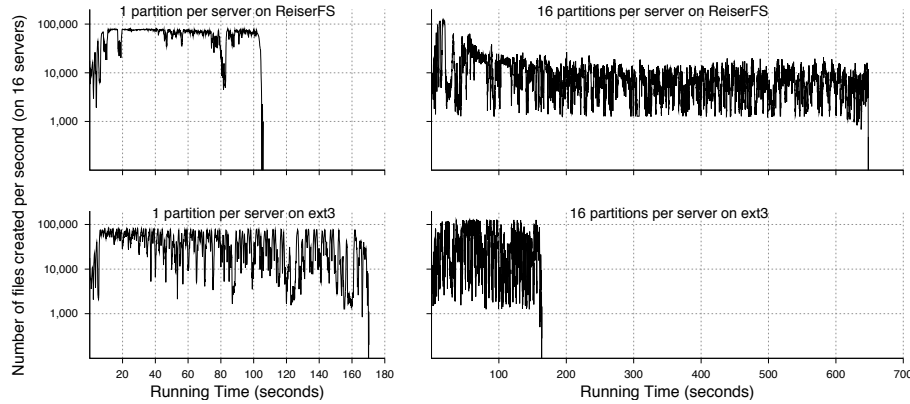 Number of files created per second (on 16 servers)
1 partition per server on ReiserFS
100,000
10,000
1,000
16 partitions per server on ReiserFS
1 partition per server on ext3
100,000
10,000
1,000
20 40 60 80 100 120 140 160 180
Running Time (seconds)
16 partitions per server on ext3
100 200 300 400 500 600 700
Running Time (seconds)